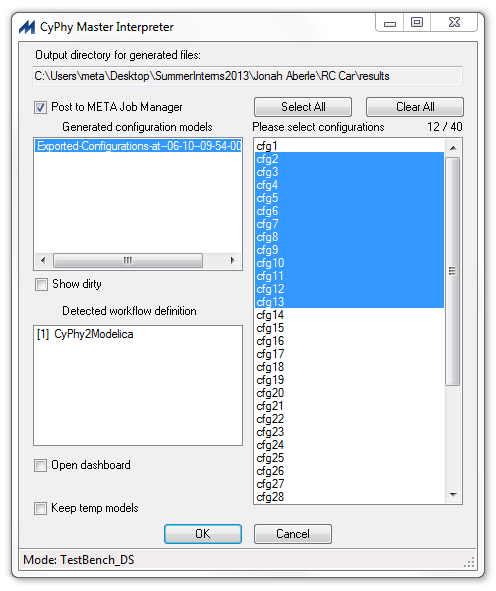 CyPhy Master Interpreter
Output directory for generated files:
C:\Users\meta\Desktop\SummerInterns2013\Jonah Aberle\RC Car\results
Post to META Job Manager
Select All
Clear All
Generated configuration models
Please select configurations
12 / 40
Exported-Configurations-at--06-10--09-54-00
cfg1
cfg2
cfg3
cfg4
cfg5
cfg6
cfg7
cfg8
cfg9
cfg10
cfg11
cfg12
cfg13
cfg14
cfg15
cfg16
cfg17
cfg18
cfg19
cfg20
cfg21
cfg22
cfg23
cfg24
cfg25
cfg26
cfg27
cfg28
Show dirty
Detected workflow definition
[1] CyPhy2Modelica
Open dashboard
Keep temp models
OK
Cancel
Mode: TestBench_DS